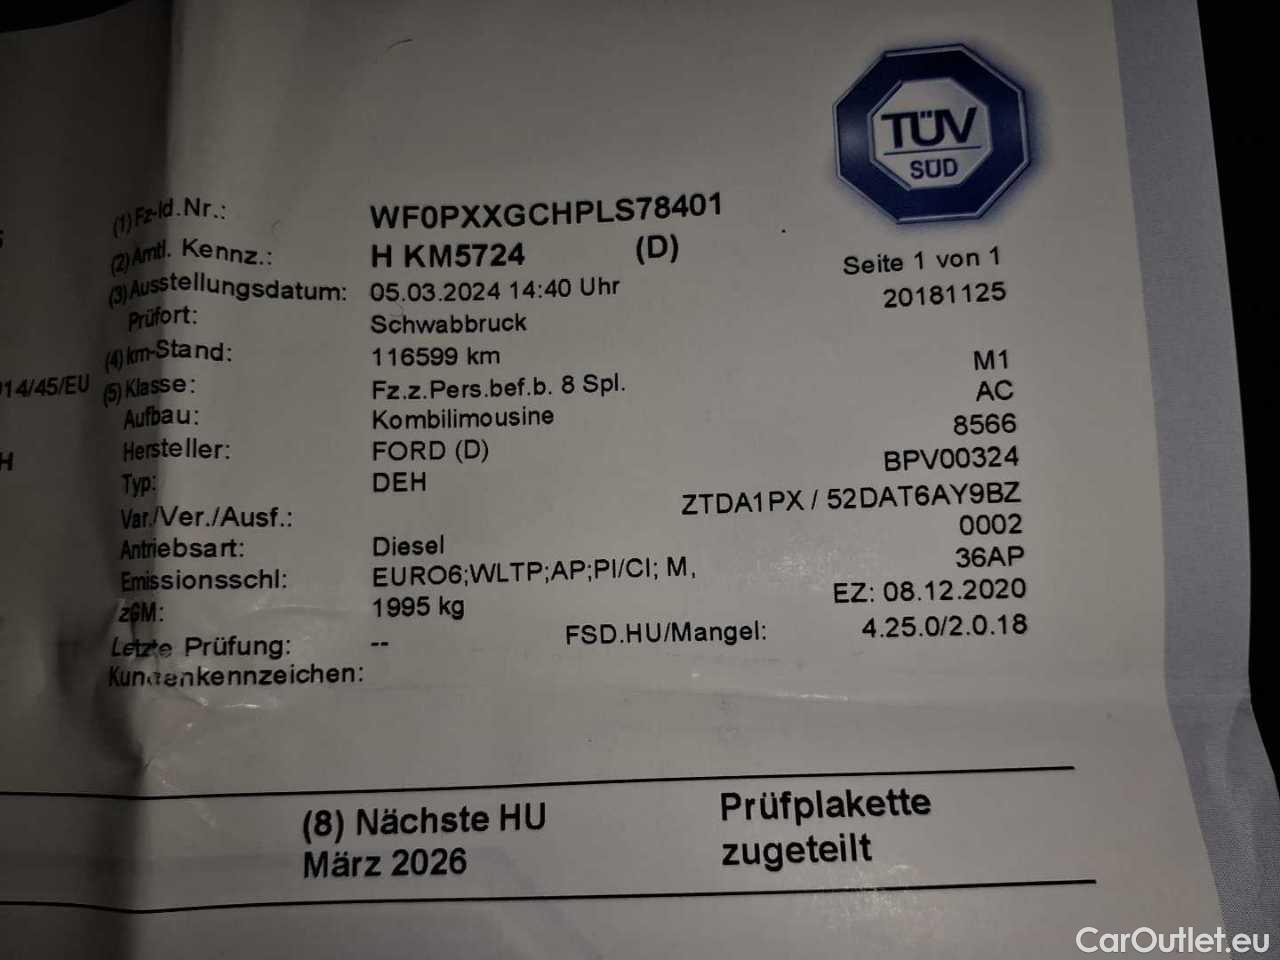 TÜV
SÜD
(1) Fz-Id.Nr.: WF0PXXGCHPLS78401
(2) Amtl. Kennz.: H KM5724 (D)
Seite 1 von 1
(3) Ausstellungsdatum: 05.03.2024 14:40 Uhr 20181125
Prüfort: Schwabbruck
(4) km-Stand: 116599 km M1
(5) Klasse: Fz.z.Pers.bef.b. 8 Spl. AC
014/45/EU
Aufbau: Kombilimousine 8566
Hersteller: FORD (D) BPV00324
H
Typ: DEH
Var./Ver./Ausf.: ZTDA1PX / 52DAT6AY9BZ
Antriebsart: Diesel 0002
Emissionsschl: EURO6;WLTP;AP;PI/CI; M, 36AP
zGM: 1995 kg EZ: 08.12.2020
Letzte Prüfung: -- FSD.HU/Mangel: 4.25.0/2.0.18
Kundenkennzeichen:
(8) Nächste HU
März 2026
Prüfplakette
zugeteilt
CarOutlet.eu